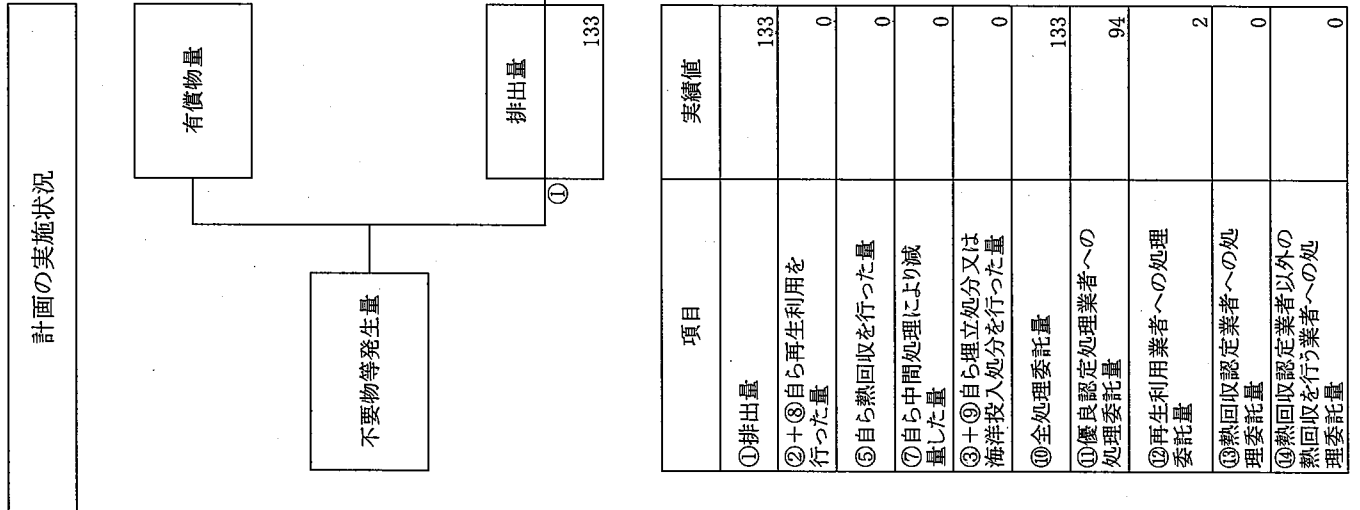 計画の実施状況
有償物量
不要物等発生量
排出量
①
133
項目 実績値
①排出量 133
②+⑧自ら再生利用を
行った量 0
⑤自ら熱回収を行った量 0
⑦自ら中間処理により減
量した量 0
③+⑨自ら埋立処分又は
海洋投入処分を行った量 0
⑩全処理委託量 133
⑪優良認定処理業者への
処理委託量 94
⑫再生利用業者への処理
委託量 2
⑬熱回収認定業者への処
理委託量 0
⑭熱回収認定業者以外の
熱回収を行う業者への処
理委託量 0